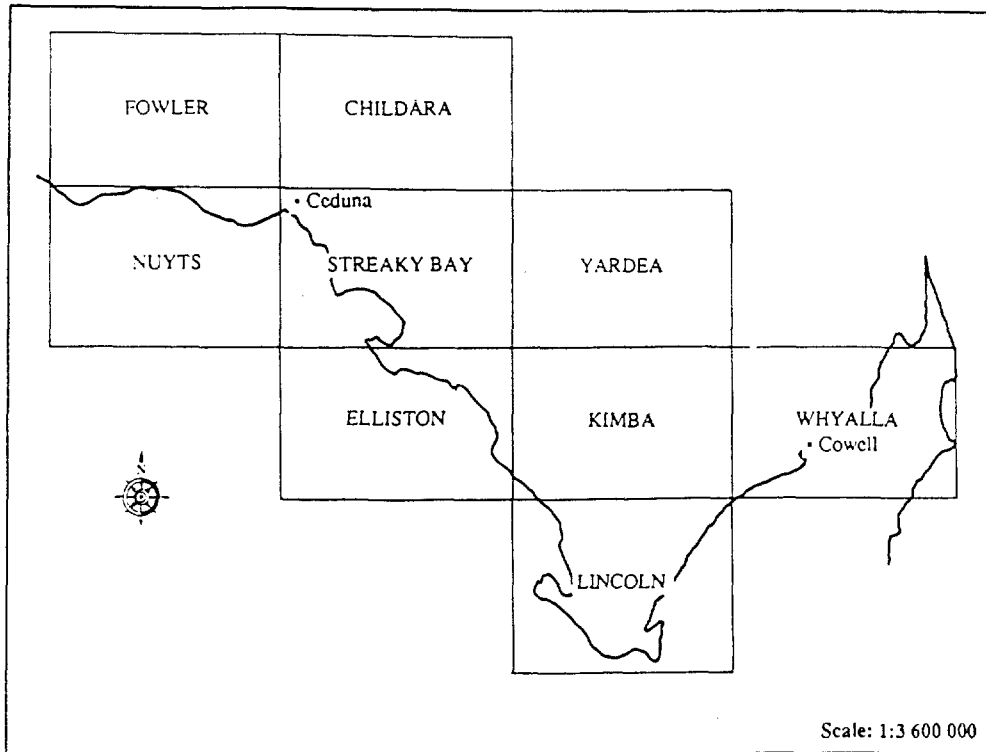 FOWLER
CHILDARA
Ceduna
NUYTS
STREAKY BAY
YARDEA
ELLISTON
KIMBA
WHYALLA
Cowell
N
LINCOLN
Scale: 1:3 600 000